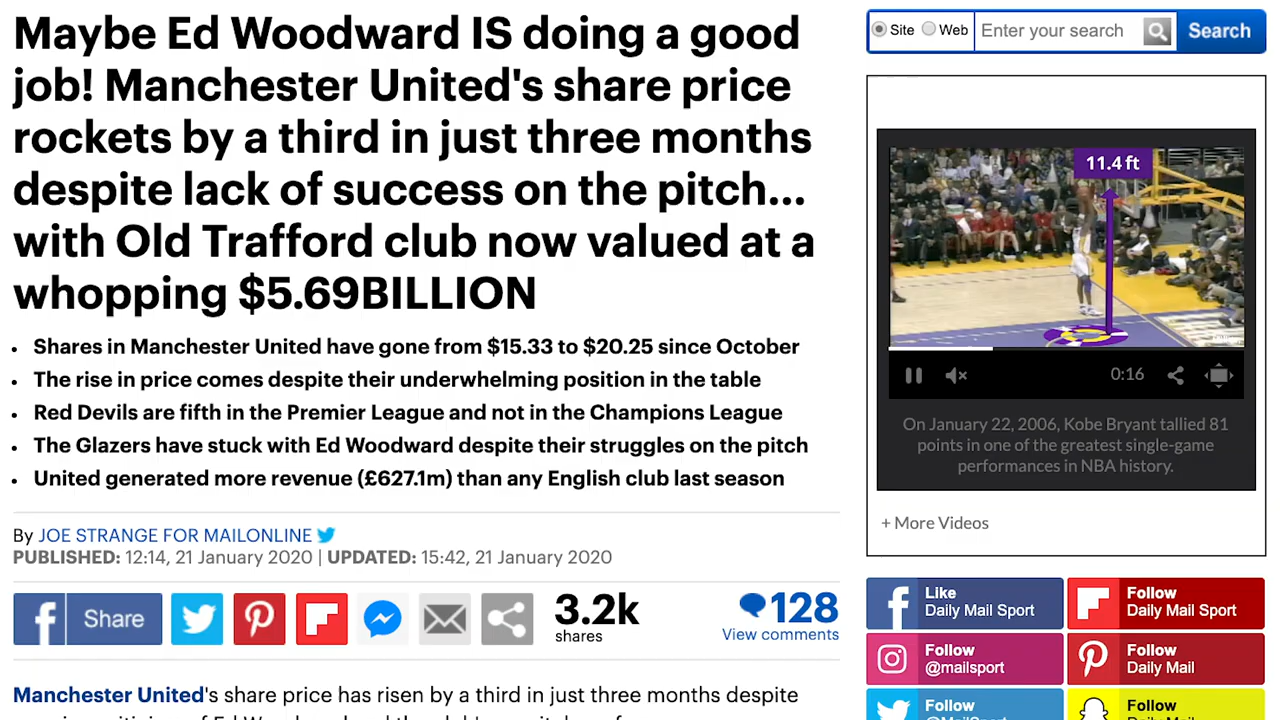 Maybe Ed Woodward IS doing a good
job! Manchester United's share price
rockets by a third in just three months
despite lack of success on the pitch...
with Old Trafford club now valued at a
whopping $5.69BILLION
• Shares in Manchester United have gone from $15.33 to $20.25 since October
• The rise in price comes despite their underwhelming position in the table
• Red Devils are fifth in the Premier League and not in the Champions League
• The Glazers have stuck with Ed Woodward despite their struggles on the pitch
• United generated more revenue (£627.1m) than any English club last season
By JOE STRANGE FOR MAILONLINE
PUBLISHED: 12:14, 21 January 2020 | UPDATED: 15:42, 21 January 2020
Share
3.2k
shares
128
View comments
Manchester United's share price has risen by a third in just three months despite
Site Web Enter your search Search
11.4 ft
0:16
On January 22, 2006, Kobe Bryant tallied 81
points in one of the greatest single-game
performances in NBA history.
+ More Videos
Like
Daily Mail Sport
Follow
Daily Mail Sport
Follow
@mailsport
Follow
Daily Mail
Follow
@MailSport
Follow
Daily Mail